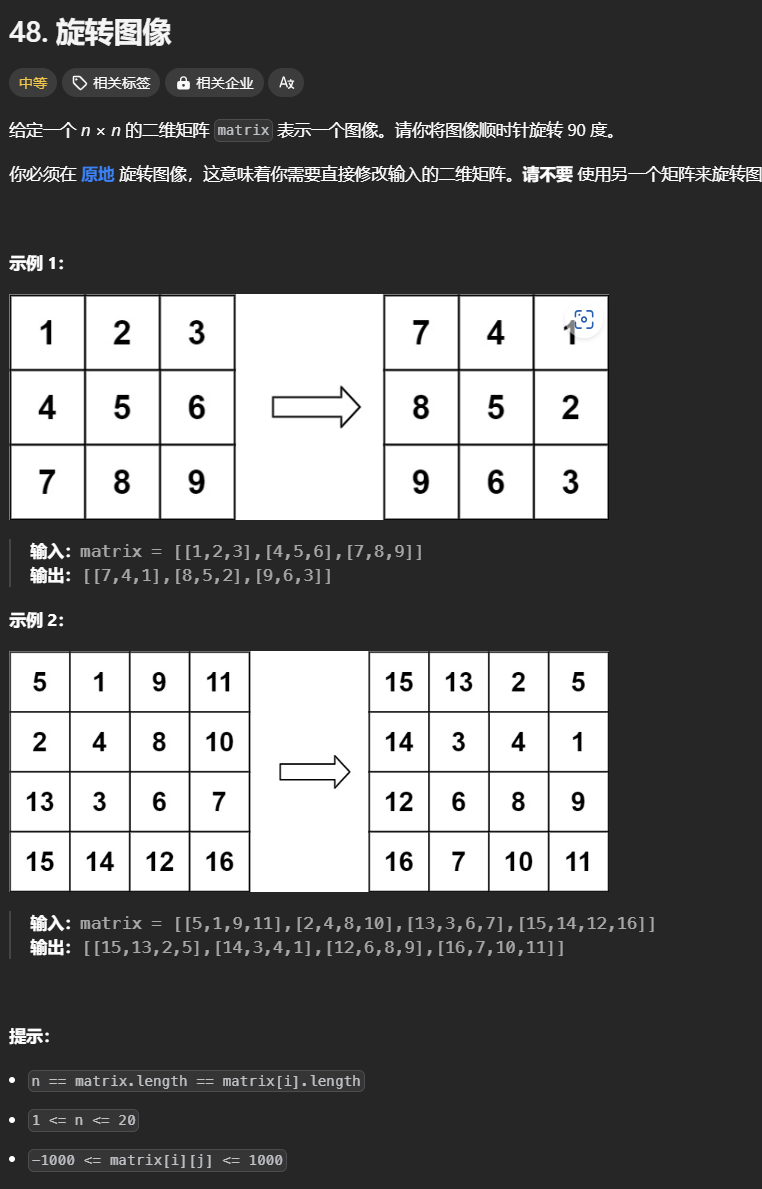 48. 旋转图像
中等 相关标签 相关企业 Ax
给定一个 n × n 的二维矩阵 matrix 表示一个图像。请你将图像顺时针旋转 90 度。
你必须在 原地 旋转图像，这意味着你需要直接修改输入的二维矩阵。请不要 使用另一个矩阵来旋转图
示例 1：
1 2 3 7 4 1
4 5 6 8 5 2
7 8 9 9 6 3
输入：matrix = [[1,2,3],[4,5,6],[7,8,9]]
输出：[[7,4,1],[8,5,2],[9,6,3]]
示例 2：
5 1 9 11 15 13 2 5
2 4 8 10 14 3 4 1
13 3 6 7 12 6 8 9
15 14 12 16 16 7 10 11
输入：matrix = [[5,1,9,11],[2,4,8,10],[13,3,6,7],[15,14,12,16]]
输出：[[15,13,2,5],[14,3,4,1],[12,6,8,9],[16,7,10,11]]
提示：
n == matrix.length == matrix[i].length
1 <= n <= 20
-1000 <= matrix[i][j] <= 1000